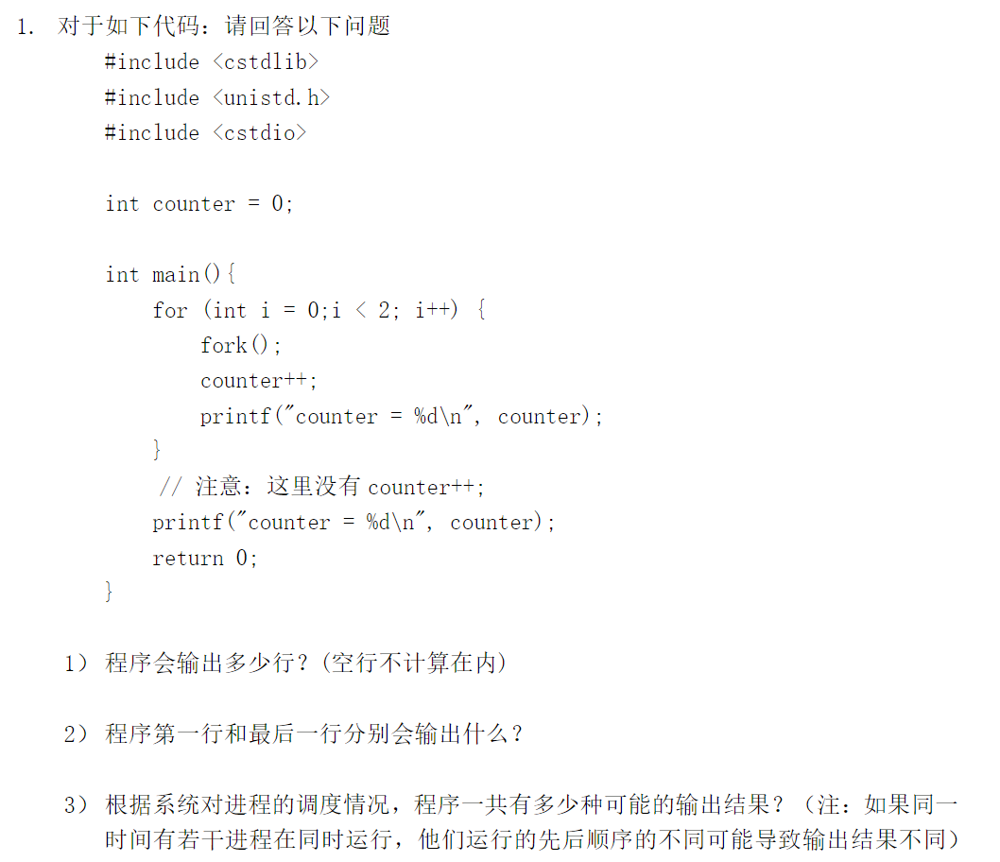 1. 对于如下代码：请回答以下问题
#include <cstdlib>
#include <unistd.h>
#include <cstdio>
int counter = 0;
int main(){
for (int i = 0;i < 2; i++) {
fork();
counter++;
printf("counter = %d\n", counter);
}
// 注意：这里没有 counter++;
printf("counter = %d\n", counter);
return 0;
}
1） 程序会输出多少行？(空行不计算在内)
2） 程序第一行和最后一行分别会输出什么？
3） 根据系统对进程的调度情况，程序一共有多少种可能的输出结果？（注：如果同一
时间有若干进程在同时运行，他们运行的先后顺序的不同可能导致输出结果不同）